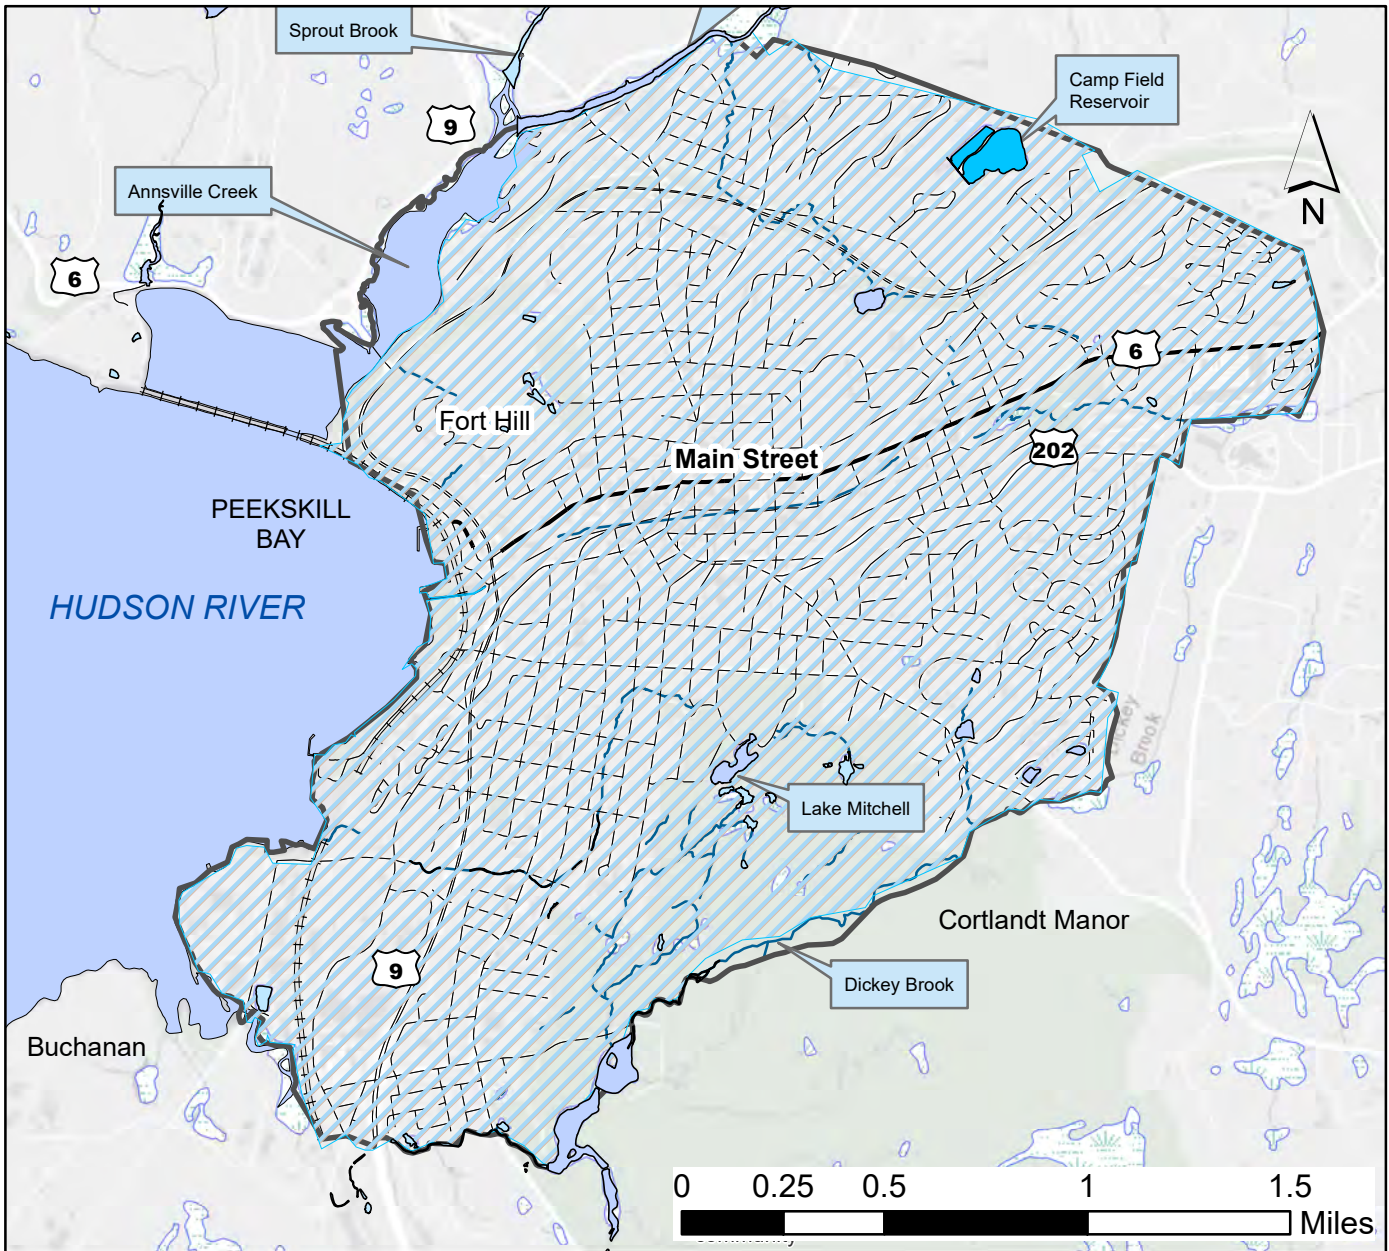 Sprout Brook
Camp Field
Reservoir
9
Annsville Creek
N
6
6
Fort Hill
202
Main Street
PEEKSKILL
BAY
HUDSON RIVER
Brook
Lake Mitchell
Cortlandt Manor
9
Dickey Brook
Buchanan
0 0.25 0.5 1 1.5
Miles